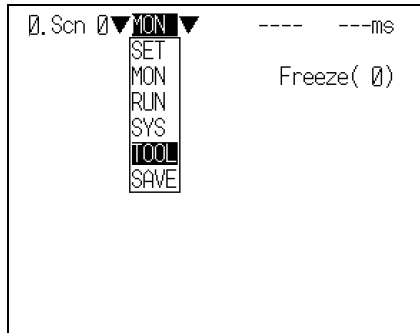 0. Scn 0▼MON ▼ ---- ---ms
SET
MON Freeze( 0)
RUN
SYS
TOOL
SAVE